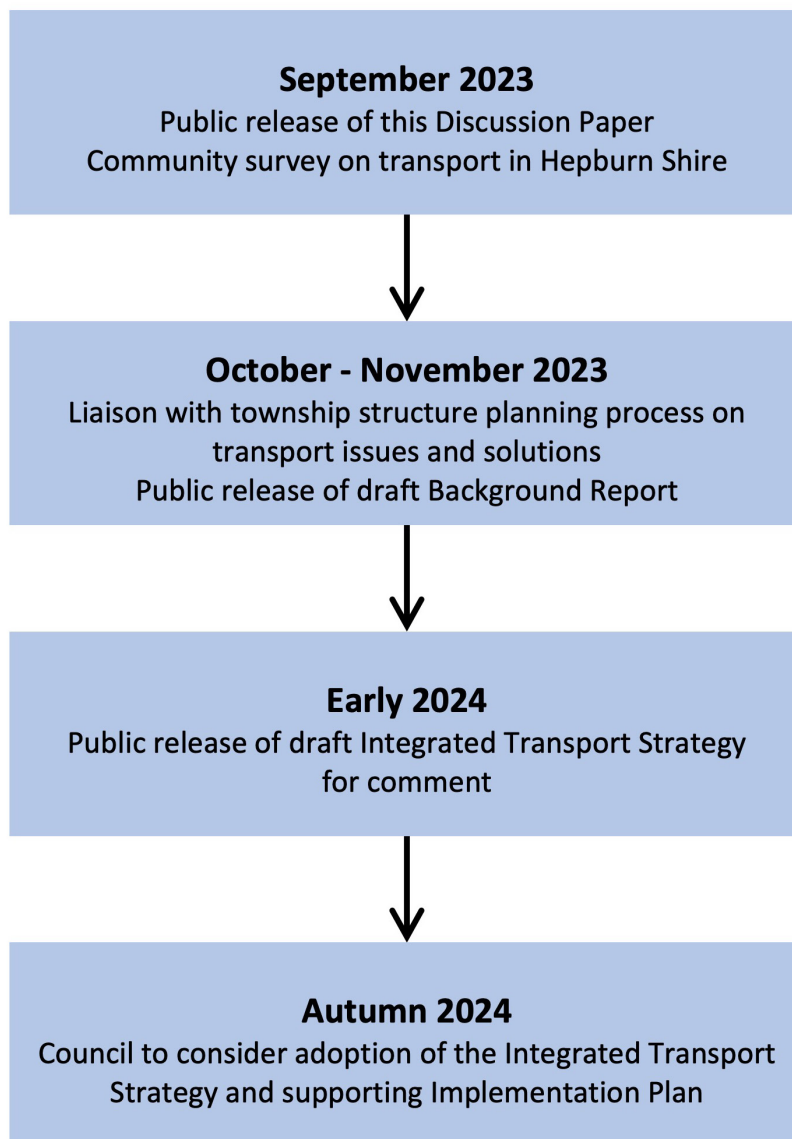 September 2023
Public release of this Discussion Paper
Community survey on transport in Hepburn Shire
October - November 2023
Liaison with township structure planning process on
transport issues and solutions
Public release of draft Background Report
Early 2024
Public release of draft Integrated Transport Strategy
for comment
Autumn 2024
Council to consider adoption of the Integrated Transport
Strategy and supporting Implementation Plan